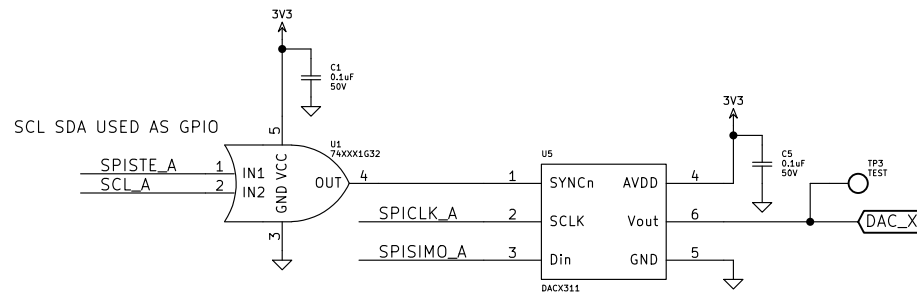 3V3
C1
0.1uF
50V
SCL SDA USED AS GPIO
5
U1
74XXX1G32
SPISTE_A 1 IN1 VCC
SCL_A 2 IN2 GND
OUT 4
3
3V3
C5
0.1uF
50V
TP3
TEST
U5
1 SYNCn AVDD 4
SPICLK_A 2 SCLK Vout 6 DAC_X
SPISIMO_A 3 Din GND 5
DACX311